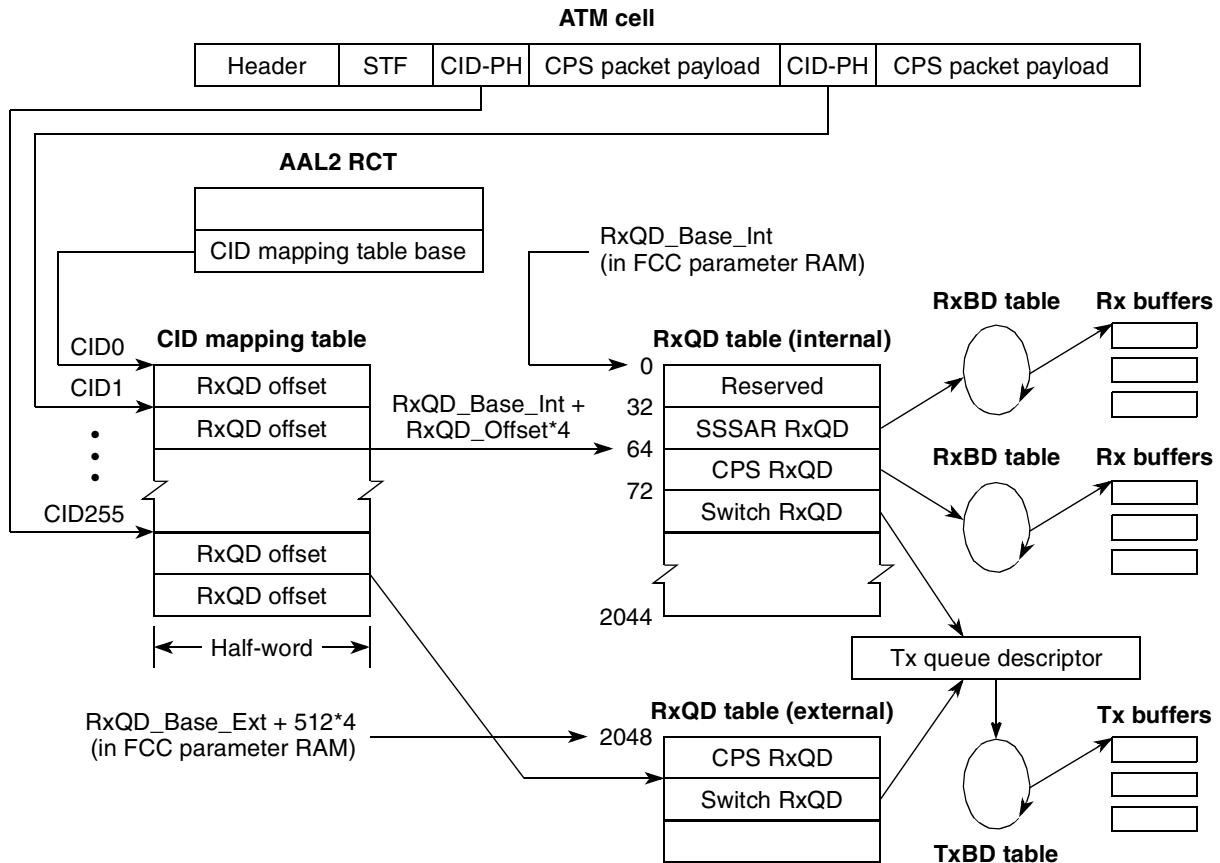 ATM cell
Header
STF
CID-PH
CPS packet payload
CID-PH
CPS packet payload
AAL2 RCT
CID mapping table base
RxQD_Base_Int
(in FCC parameter RAM)
RxBD table
Rx buffers
CID0
CID mapping table
RxQD table (internal)
0
RxQD offset
Reserved
CID1
RxQD_Base_Int +
RxQD_Offset*4
32
RxQD offset
SSSAR RxQD
64
RxBD table
Rx buffers
CPS RxQD
72
CID255
Switch RxQD
RxQD offset
RxQD offset
2044
Half-word
Tx queue descriptor
RxQD_Base_Ext + 512*4
(in FCC parameter RAM)
RxQD table (external)
Tx buffers
2048
CPS RxQD
Switch RxQD
TxBD table